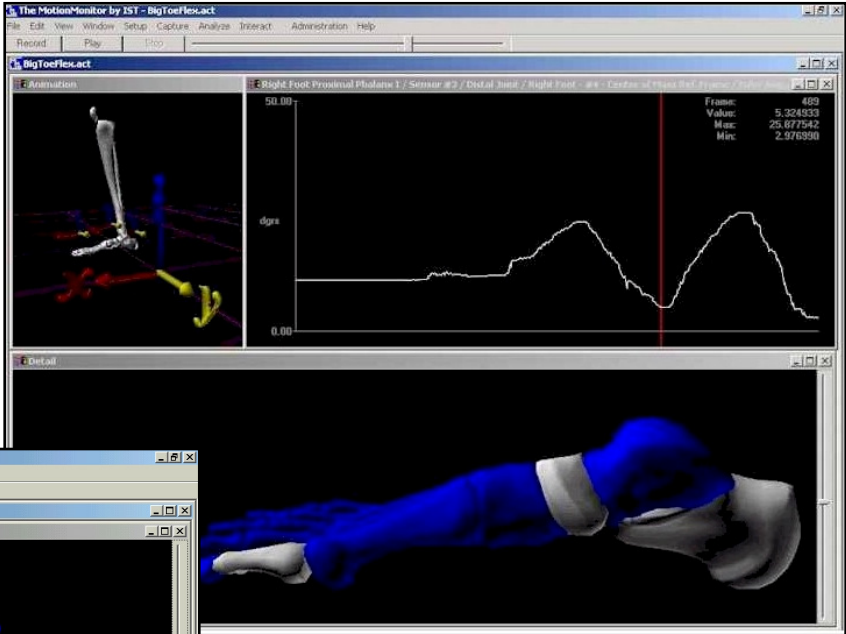 The MotionMonitor by IST - BigToeFlex.act
File Edit View Window Setup Capture Analyze Interact Administration Help
Record Play Stop
BigToeFlex.act
Animation
Right Foot Proximal Phalanx 1 / Sensor #3 / Distal Joint / Right Foot - #4 - Center of Mass Ref. Frame /
50.00
Frame: 489
Value: 5.324933
Max: 25.877542
Min: 2.976990
dgrs
0.00
X
y
Detail